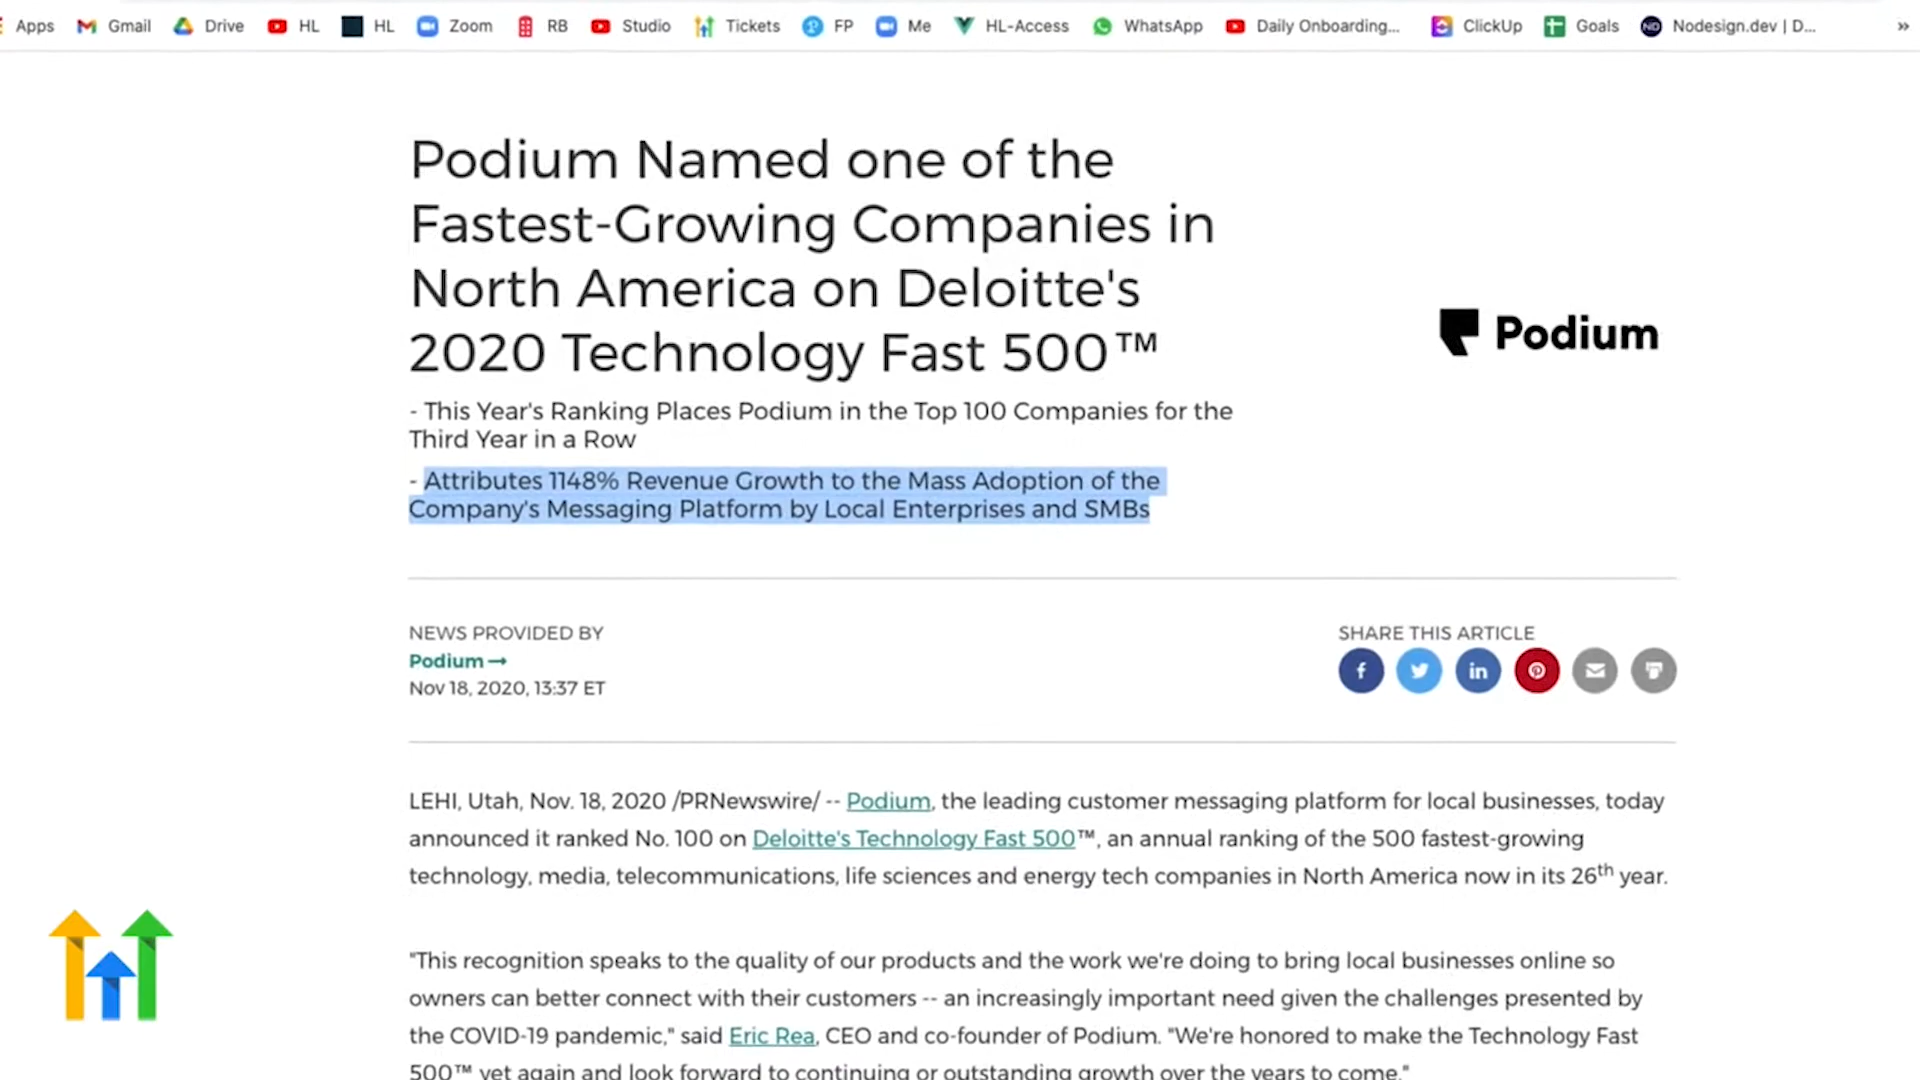 Apps Gmail Drive HL HL Zoom RB Studio Tickets FP Me HL-Access WhatsApp Daily Onboarding... ClickUp Goals ND Nodesign.dev | D... »
Podium Named one of the
Fastest-Growing Companies in
North America on Deloitte's
2020 Technology Fast 500™
Podium
- This Year's Ranking Places Podium in the Top 100 Companies for the
Third Year in a Row
- Attributes 1148% Revenue Growth to the Mass Adoption of the
Company's Messaging Platform by Local Enterprises and SMBs
NEWS PROVIDED BY
Podium→
Nov 18, 2020, 13:37 ET
SHARE THIS ARTICLE
LEHI, Utah, Nov. 18, 2020 /PRNewswire/ -- Podium, the leading customer messaging platform for local businesses, today
announced it ranked No. 100 on Deloitte's Technology Fast 500™, an annual ranking of the 500 fastest-growing
technology, media, telecommunications, life sciences and energy tech companies in North America now in its 26th year.
"This recognition speaks to the quality of our products and the work we're doing to bring local businesses online so
owners can better connect with their customers -- an increasingly important need given the challenges presented by
the COVID-19 pandemic," said Eric Rea, CEO and co-founder of Podium. "We're honored to make the Technology Fast
500™ yet again and look forward to continuing or outstanding growth over the years to come."